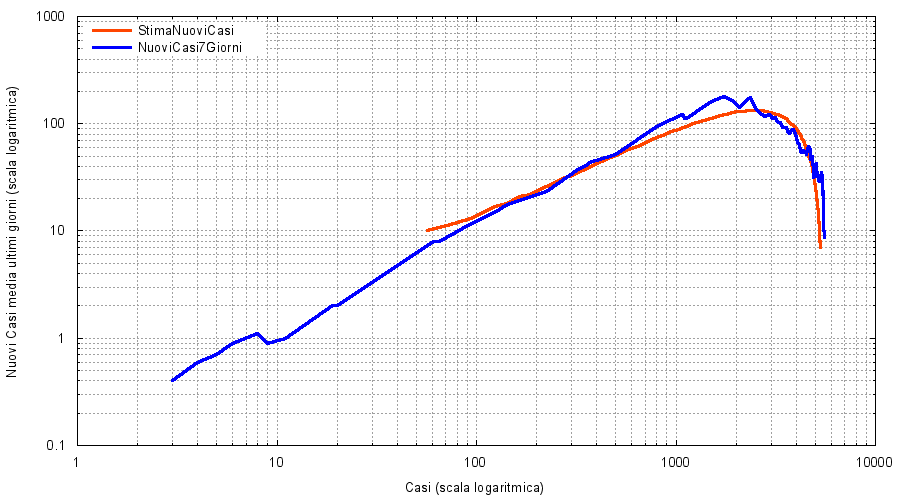 1000
StimaNuoviCasi
NuoviCasi7Giorni
100
10
1
0.1
Nuovi Casi media ultimi giorni (scala logaritmica)
1 10 100 1000 10000
Casi (scala logaritmica)